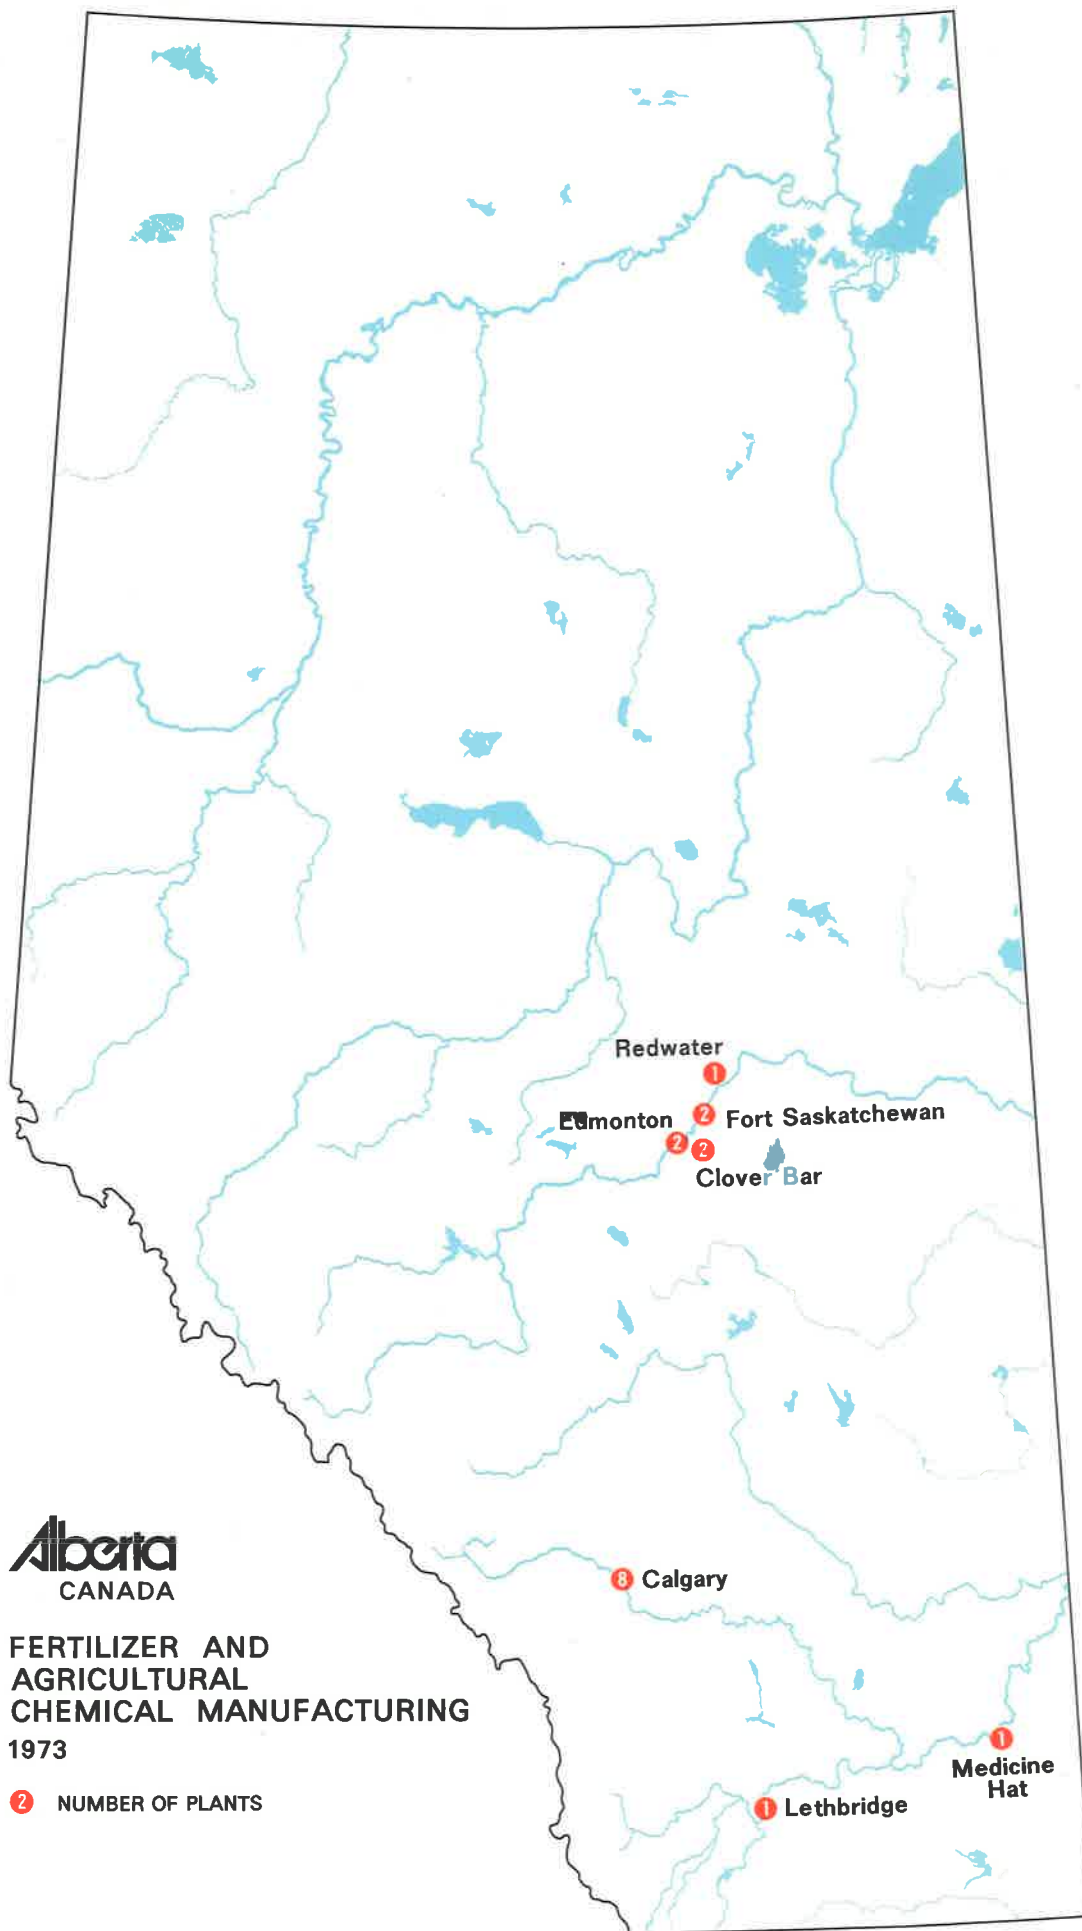 Redwater
1
Edmonton
2
Fort Saskatchewan
2
2
Clover Bar
8
Calgary
Alberta
CANADA
FERTILIZER AND
AGRICULTURAL
CHEMICAL MANUFACTURING
1973
2
NUMBER OF PLANTS
1
Medicine
Hat
1
Lethbridge